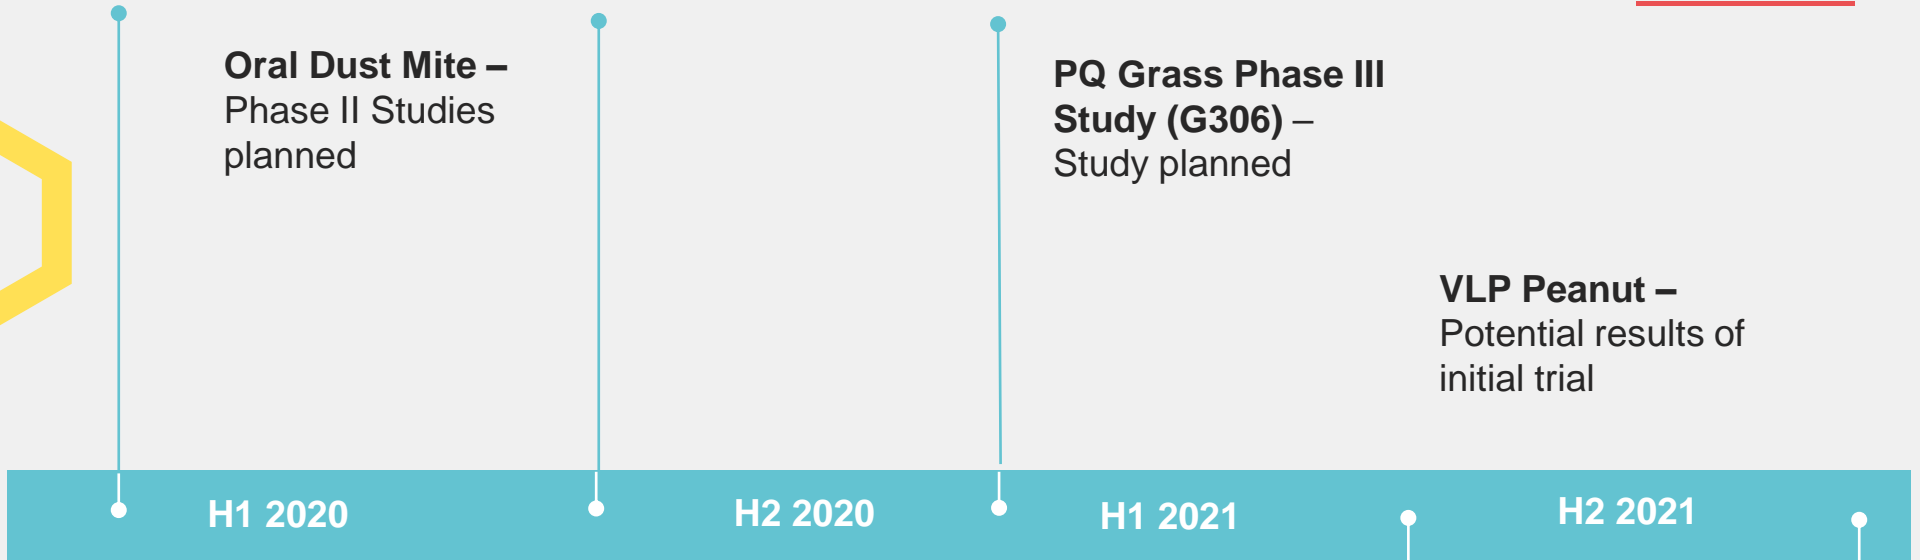 Oral Dust Mite –
Phase II Studies
planned
PQ Grass Phase III
Study (G306) –
Study planned
VLP Peanut –
Potential results of
initial trial
H1 2020
H2 2020
H1 2021
H2 2021